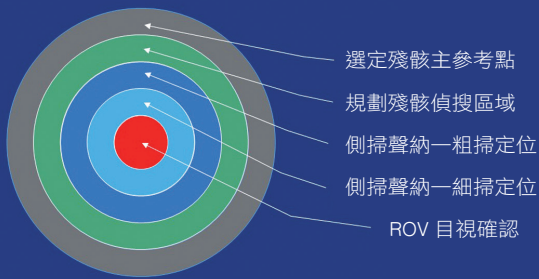 選定殘骸主參考點
規劃殘骸偵搜區域
側掃聲納—粗掃定位
側掃聲納—細掃定位
ROV 目視確認